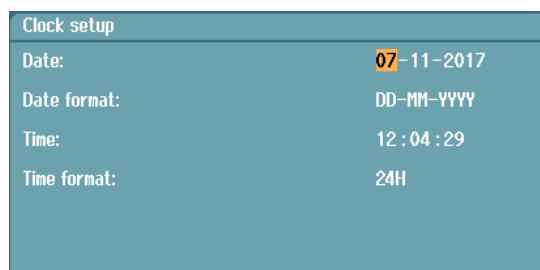 Clock setup
Date: 07-11-2017
Date format: DD-MM-YYYY
Time: 12:04:29
Time format: 24H